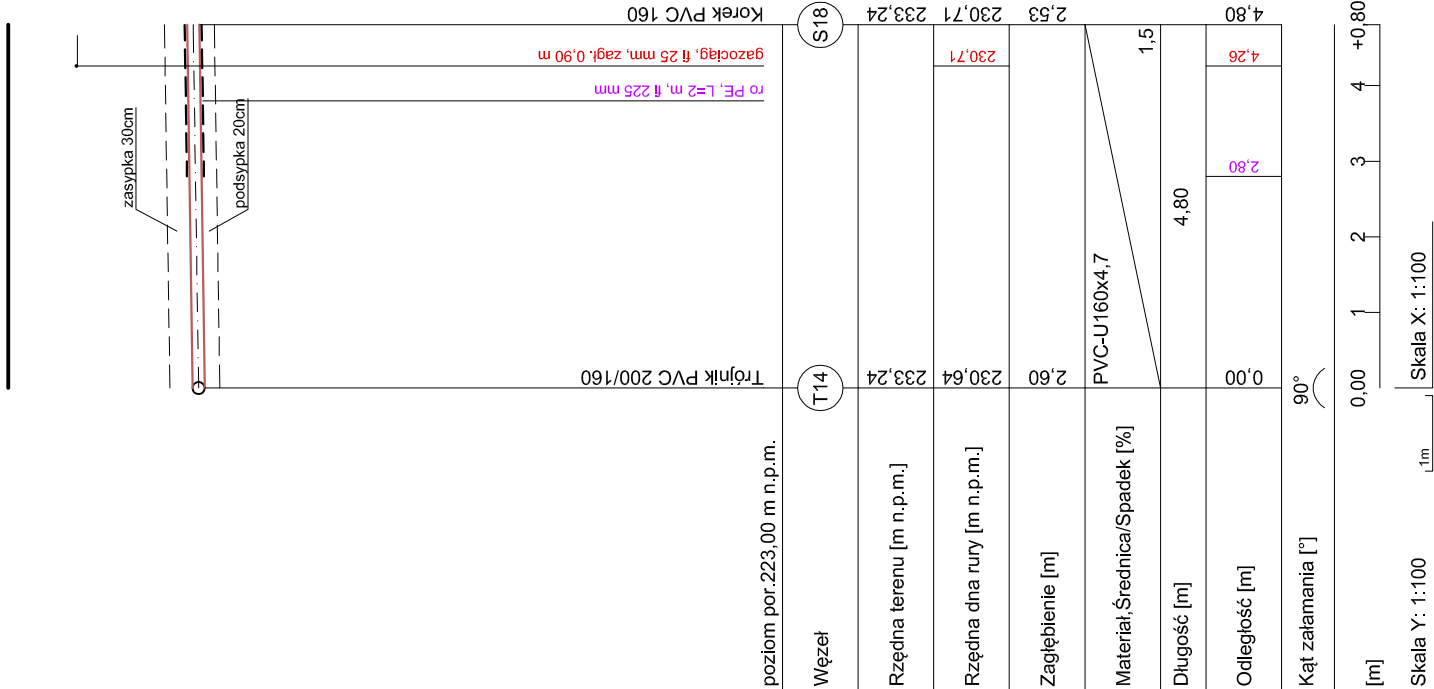 zasypka 30cm
podsypka 20cm
Trójnik PVC 200/160
ro PE, L=2 m, fi 225 mm
gazociąg, fi 25 mm, zagł. 0,90 m
Korek PVC 160
poziom por.223,00 m n.p.m.
Węzeł
T14
S18
Rzędna terenu [m n.p.m.]
233,24
233,24
Rzędna dna rury [m n.p.m.]
230,64
230,71
230,71
Zagłębienie [m]
2,60
2,53
Materiał,Średnica/Spadek [%]
PVC-U160x4,7
1,5
Długość [m]
4,80
Odległość [m]
0,00
2,80
4,26
4,80
Kąt załamania [°]
90°
[m]
0,00
1
2
3
4
+0,80
Skala Y: 1:100
1m
Skala X: 1:100